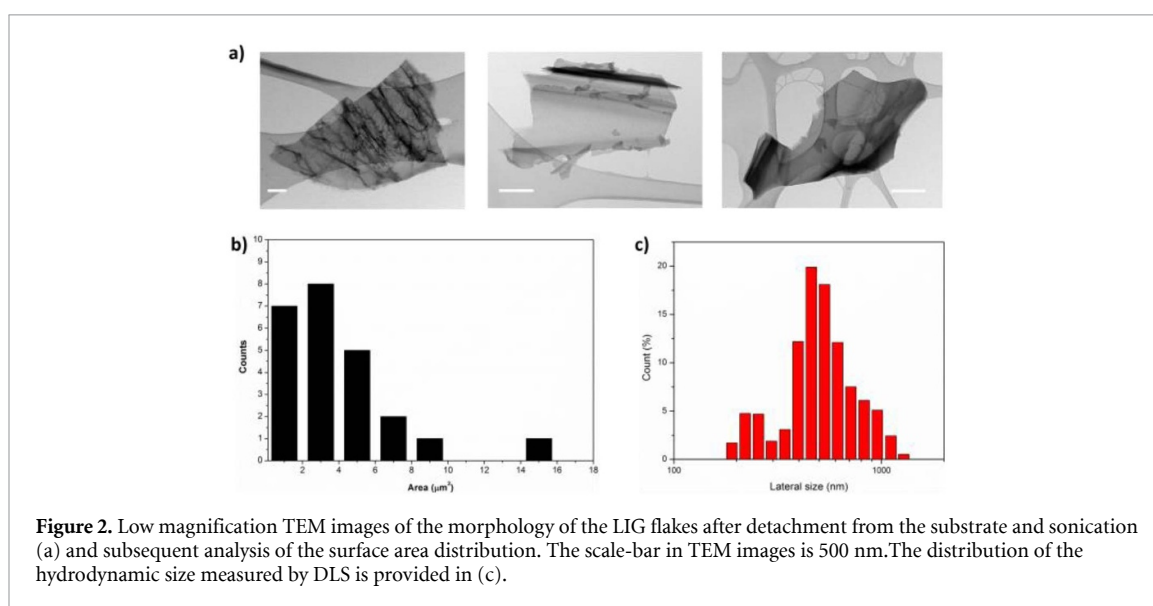 a)
b)
10
9
8
7
6
5
4
3
2
1
0
Counts
2 4 6 8 10 12 14 16 18
Area (μm²)
c)
20
15
10
5
0
Count (%)
100 1000
Lateral size (nm)
Figure 2. Low magnification TEM images of the morphology of the LIG flakes after detachment from the substrate and sonication
(a) and subsequent analysis of the surface area distribution. The scale-bar in TEM images is 500 nm.The distribution of the
hydrodynamic size measured by DLS is provided in (c).